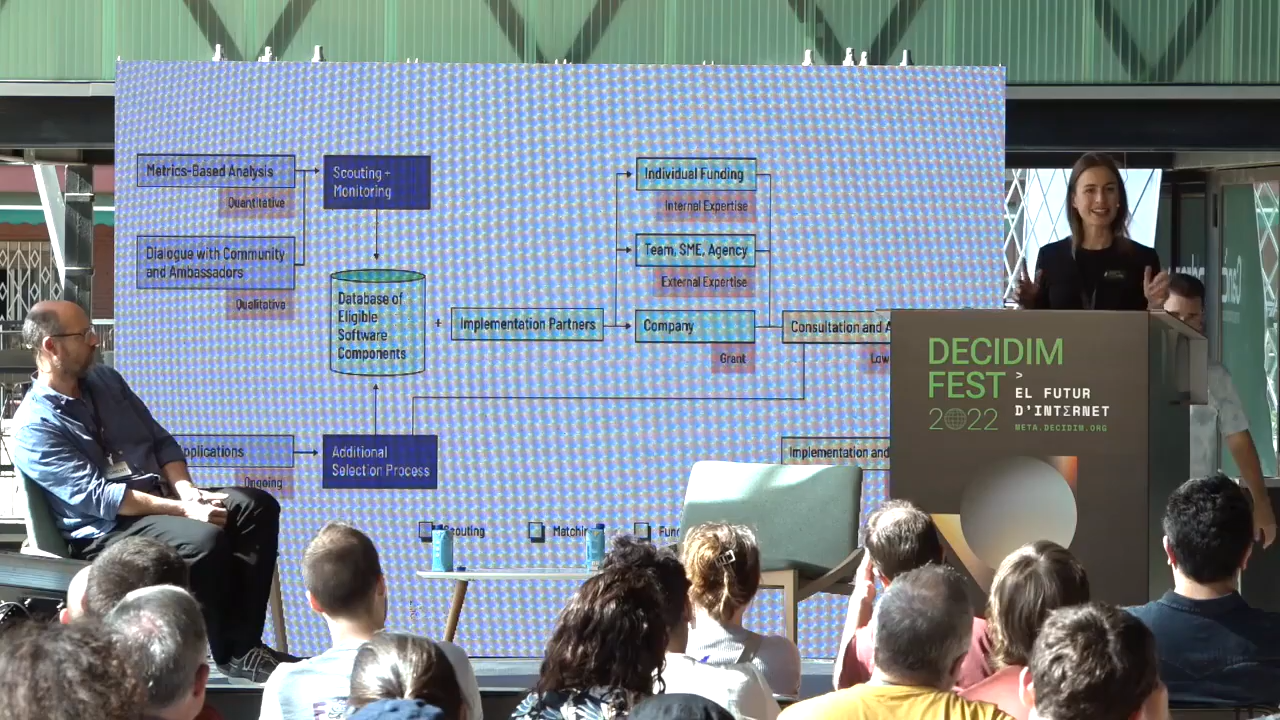 Metrics-Based Analysis
Quantitative
Scouting +
Monitoring
Dialogue with Community
and Ambassadors
Qualitative
Database of
Eligible
Software
Components
+
Implementation Partners
Individual Funding
Internal Expertise
Team, SME, Agency
External Expertise
Company
Grant
Consultation and A
Low
Applications
Ongoing
Additional
Selection Process
Implementation and
Scouting
Matchin
Fun
DECIDIM
FEST >
2022
EL FUTUR
D'INTΣRNET
META.DECIDIM.ORG